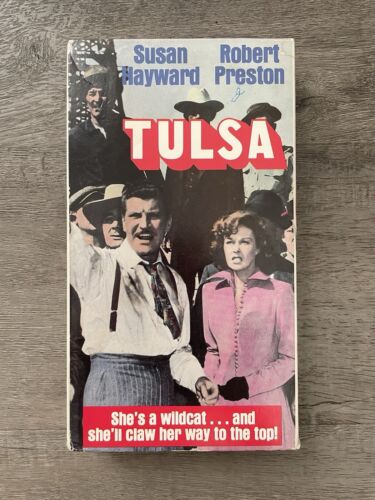 Susan Robert
Hayward Preston
TULSA
She's a wildcat . . . and
she'll claw her way to the top!